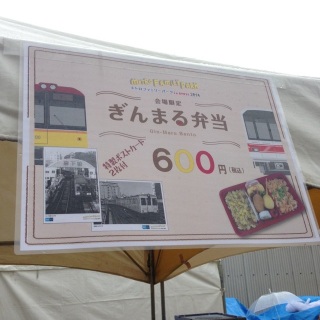 会場限定
ぎんまる弁当
Gin-Maru Bento
特製ポストカード
2枚付
600円(税込)